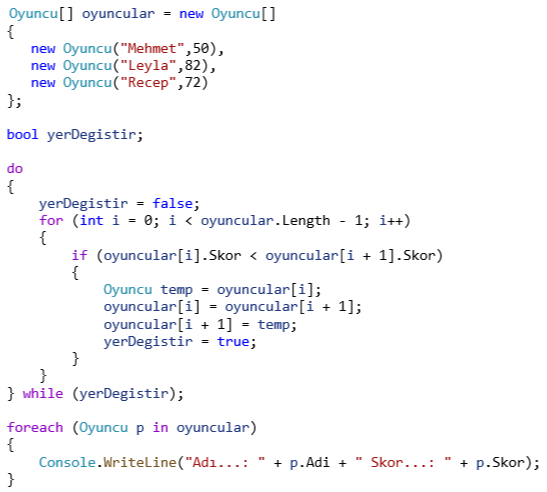 Oyuncu[] oyuncular = new Oyuncu[]
{
new Oyuncu("Mehmet",50),
new Oyuncu("Leyla",82),
new Oyuncu("Recep",72)
};
bool yerDegistir;
do
{
yerDegistir = false;
for (int i = 0; i < oyuncular.Length - 1; i++)
{
if (oyuncular[i].Skor < oyuncular[i + 1].Skor)
{
Oyuncu temp = oyuncular[i];
oyuncular[i] = oyuncular[i + 1];
oyuncular[i + 1] = temp;
yerDegistir = true;
}
}
} while (yerDegistir);
foreach (Oyuncu p in oyuncular)
{
Console.WriteLine("Adı...: " + p.Adi + " Skor...: " + p.Skor);
}